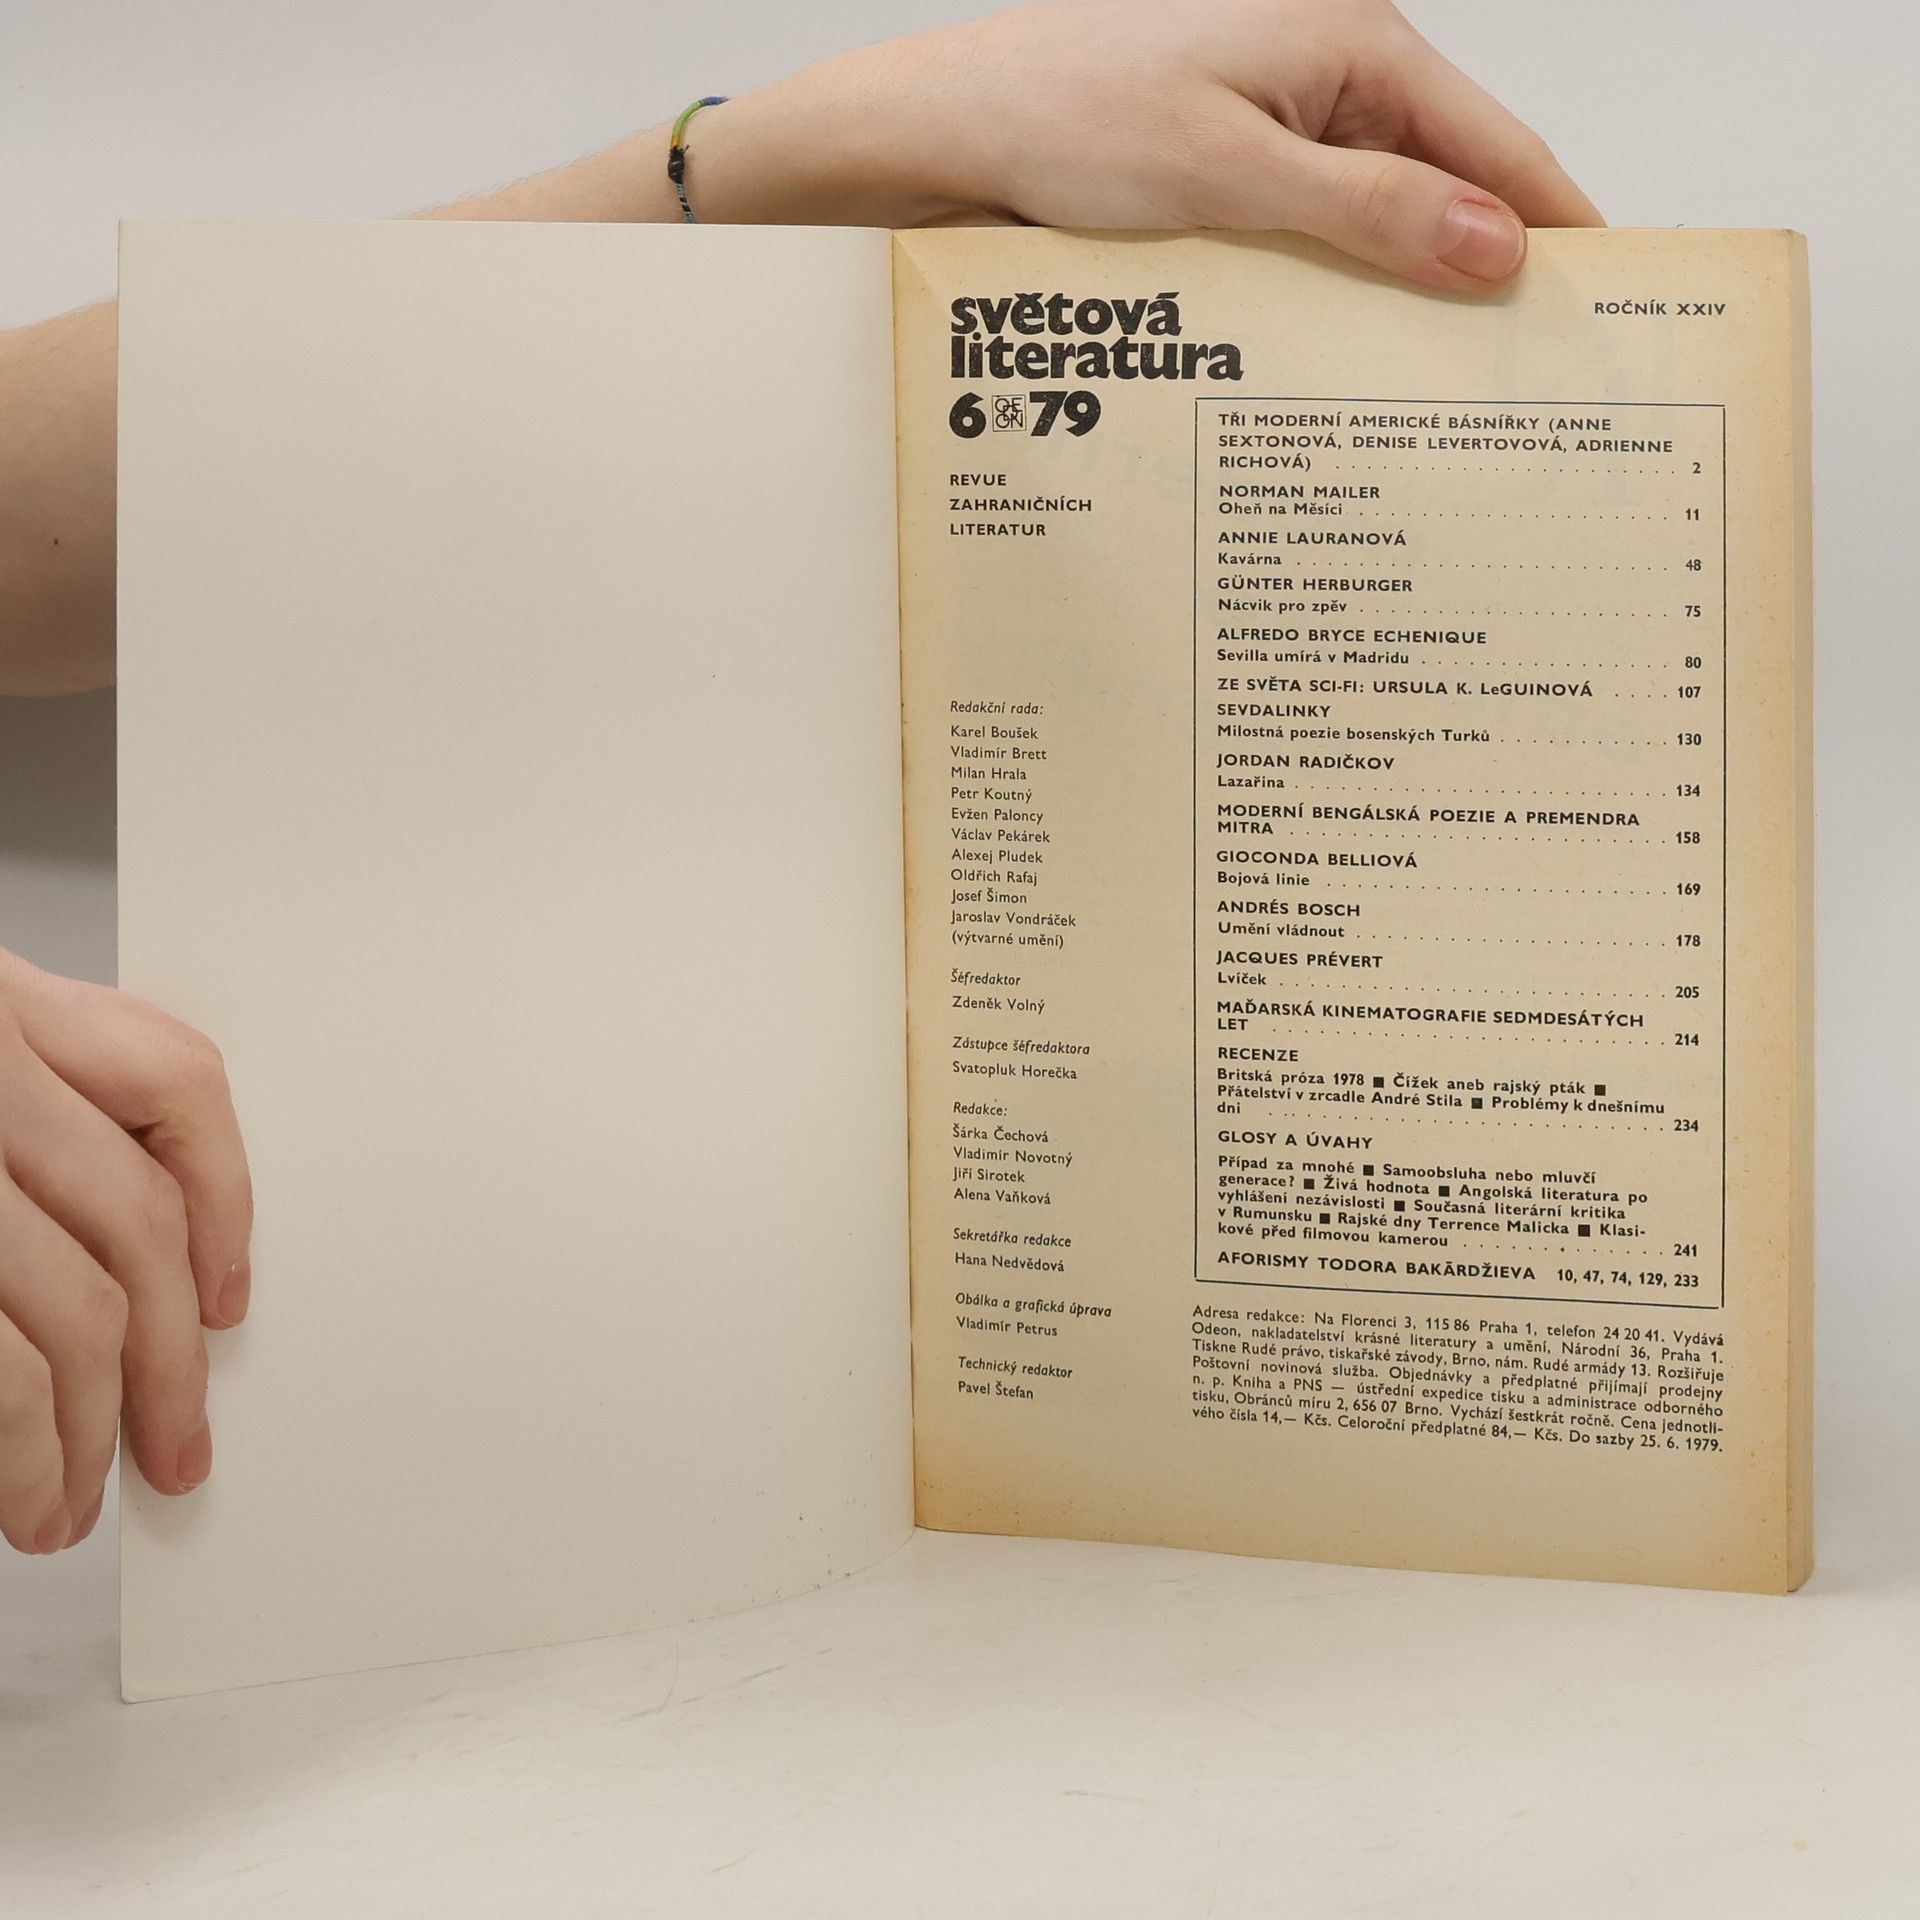 světová
literatura
6 ODEON 79
ROČNÍK XXIV
REVUE
ZAHRANIČNÍCH
LITERATUR
Redakční rada:
Karel Boušek
Vladimír Brett
Milan Hrala
Petr Koutný
Evžen Paloncy
Václav Pekárek
Alexej Pludek
Oldřich Rafaj
Josef Šimon
Jaroslav Vondráček
(výtvarné umění)
Šéfredaktor
Zdeněk Volný
Zástupce šéfredaktora
Svatopluk Horečka
Redakce:
Šárka Čechová
Vladimír Novotný
Jiří Sirotek
Alena Vaňková
Sekretářka redakce
Hana Nedvědová
Obálka a grafická úprava
Vladimír Petrus
Technický redaktor
Pavel Štefan
TŘI MODERNÍ AMERICKÉ BÁSNÍŘKY (ANNE
SEXTONOVÁ, DENISE LEVERTOVOVÁ, ADRIENNE
RICHOVÁ) . . . . . . . . . . . . . . . . . . . . . . 2
NORMAN MAILER
Oheň na Měsíci . . . . . . . . . . . . . . . . . . . . 11
ANNIE LAURANOVÁ
Kavárna . . . . . . . . . . . . . . . . . . . . . . . . 48
GÜNTER HERBURGER
Nácvik pro zpěv . . . . . . . . . . . . . . . . . . . . 75
ALFREDO BRYCE ECHENIQUE
Sevilla umírá v Madridu . . . . . . . . . . . . . . . . 80
ZE SVĚTA SCI-FI: URSULA K. LeGUINOVÁ . . . . 107
SEVDALINKY
Milostná poezie bosenských Turků . . . . . . . . . . . 130
JORDAN RADIČKOV
Lazařina . . . . . . . . . . . . . . . . . . . . . . . . 134
MODERNÍ BENGÁLSKÁ POEZIE A PREMENDRA
MITRA . . . . . . . . . . . . . . . . . . . . . . . . 158
GIOCONDA BELLIOVÁ
Bojová linie . . . . . . . . . . . . . . . . . . . . . . 169
ANDRÉS BOSCH
Umění vládnout . . . . . . . . . . . . . . . . . . . . 178
JACQUES PRÉVERT
Lvíček . . . . . . . . . . . . . . . . . . . . . . . . . 205
MAĎARSKÁ KINEMATOGRAFIE SEDMDESÁTÝCH
LET . . . . . . . . . . . . . . . . . . . . . . . . . 214
RECENZE
Britská próza 1978 ■ Čížek aneb rajský pták ■
Přátelství v zrcadle André Stila ■ Problémy k dnešnímu
dni . . . . . . . . . . . . . . . . . . . . . . . . . . 234
GLOSY A ÚVAHY
Případ za mnohé ■ Samoobsluha nebo mluvčí
generace? ■ Živá hodnota ■ Angolská literatura po
vyhlášení nezávislosti ■ Současná literární kritika
v Rumunsku ■ Rajské dny Terrence Malicka ■ Klasi-
kové před filmovou kamerou . . . . . . . . . . . . . 241
AFORISMY TODORA BAKĀRDŽIEVA 10, 47, 74, 129, 233
Adresa redakce: Na Florenci 3, 115 86 Praha 1, telefon 24 20 41. Vydává
Odeon, nakladatelství krásné literatury a umění, Národní 36, Praha 1.
Tiskne Rudé právo, tiskařské závody, Brno, nám. Rudé armády 13. Rozšiřuje
Poštovní novinová služba. Objednávky a předplatné přijímají prodejny
n. p. Kniha a PNS — ústřední expedice tisku a administrace odborného
tisku, Obránců míru 2, 656 07 Brno. Vychází šestkrát ročně. Cena jednotli-
vého čísla 14,— Kčs. Celoroční předplatné 84,— Kčs. Do sazby 25. 6. 1979.